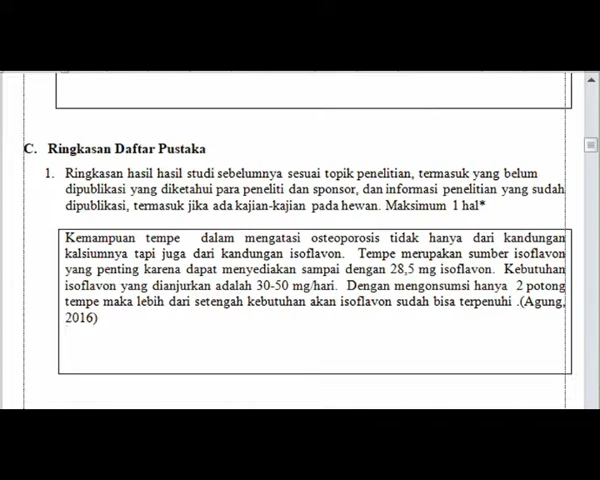 C. Ringkasan Daftar Pustaka
1. Ringkasan hasil hasil studi sebelumnya sesuai topik penelitian, termasuk yang belum
dipublikasi yang diketahui para peneliti dan sponsor, dan informasi penelitian yang sudah
dipublikasi, termasuk jika ada kajian-kajian pada hewan. Maksimum 1 hal*
Kemampuan tempe dalam mengatasi osteoporosis tidak hanya dari kandungan
kalsiumnya tapi juga dari kandungan isoflavon. Tempe merupakan sumber isoflavon
yang penting karena dapat menyediakan sampai dengan 28,5 mg isoflavon. Kebutuhan
isoflavon yang dianjurkan adalah 30-50 mg/hari. Dengan mengonsumsi hanya 2 potong
tempe maka lebih dari setengah kebutuhan akan isoflavon sudah bisa terpenuhi .(Agung,
2016)